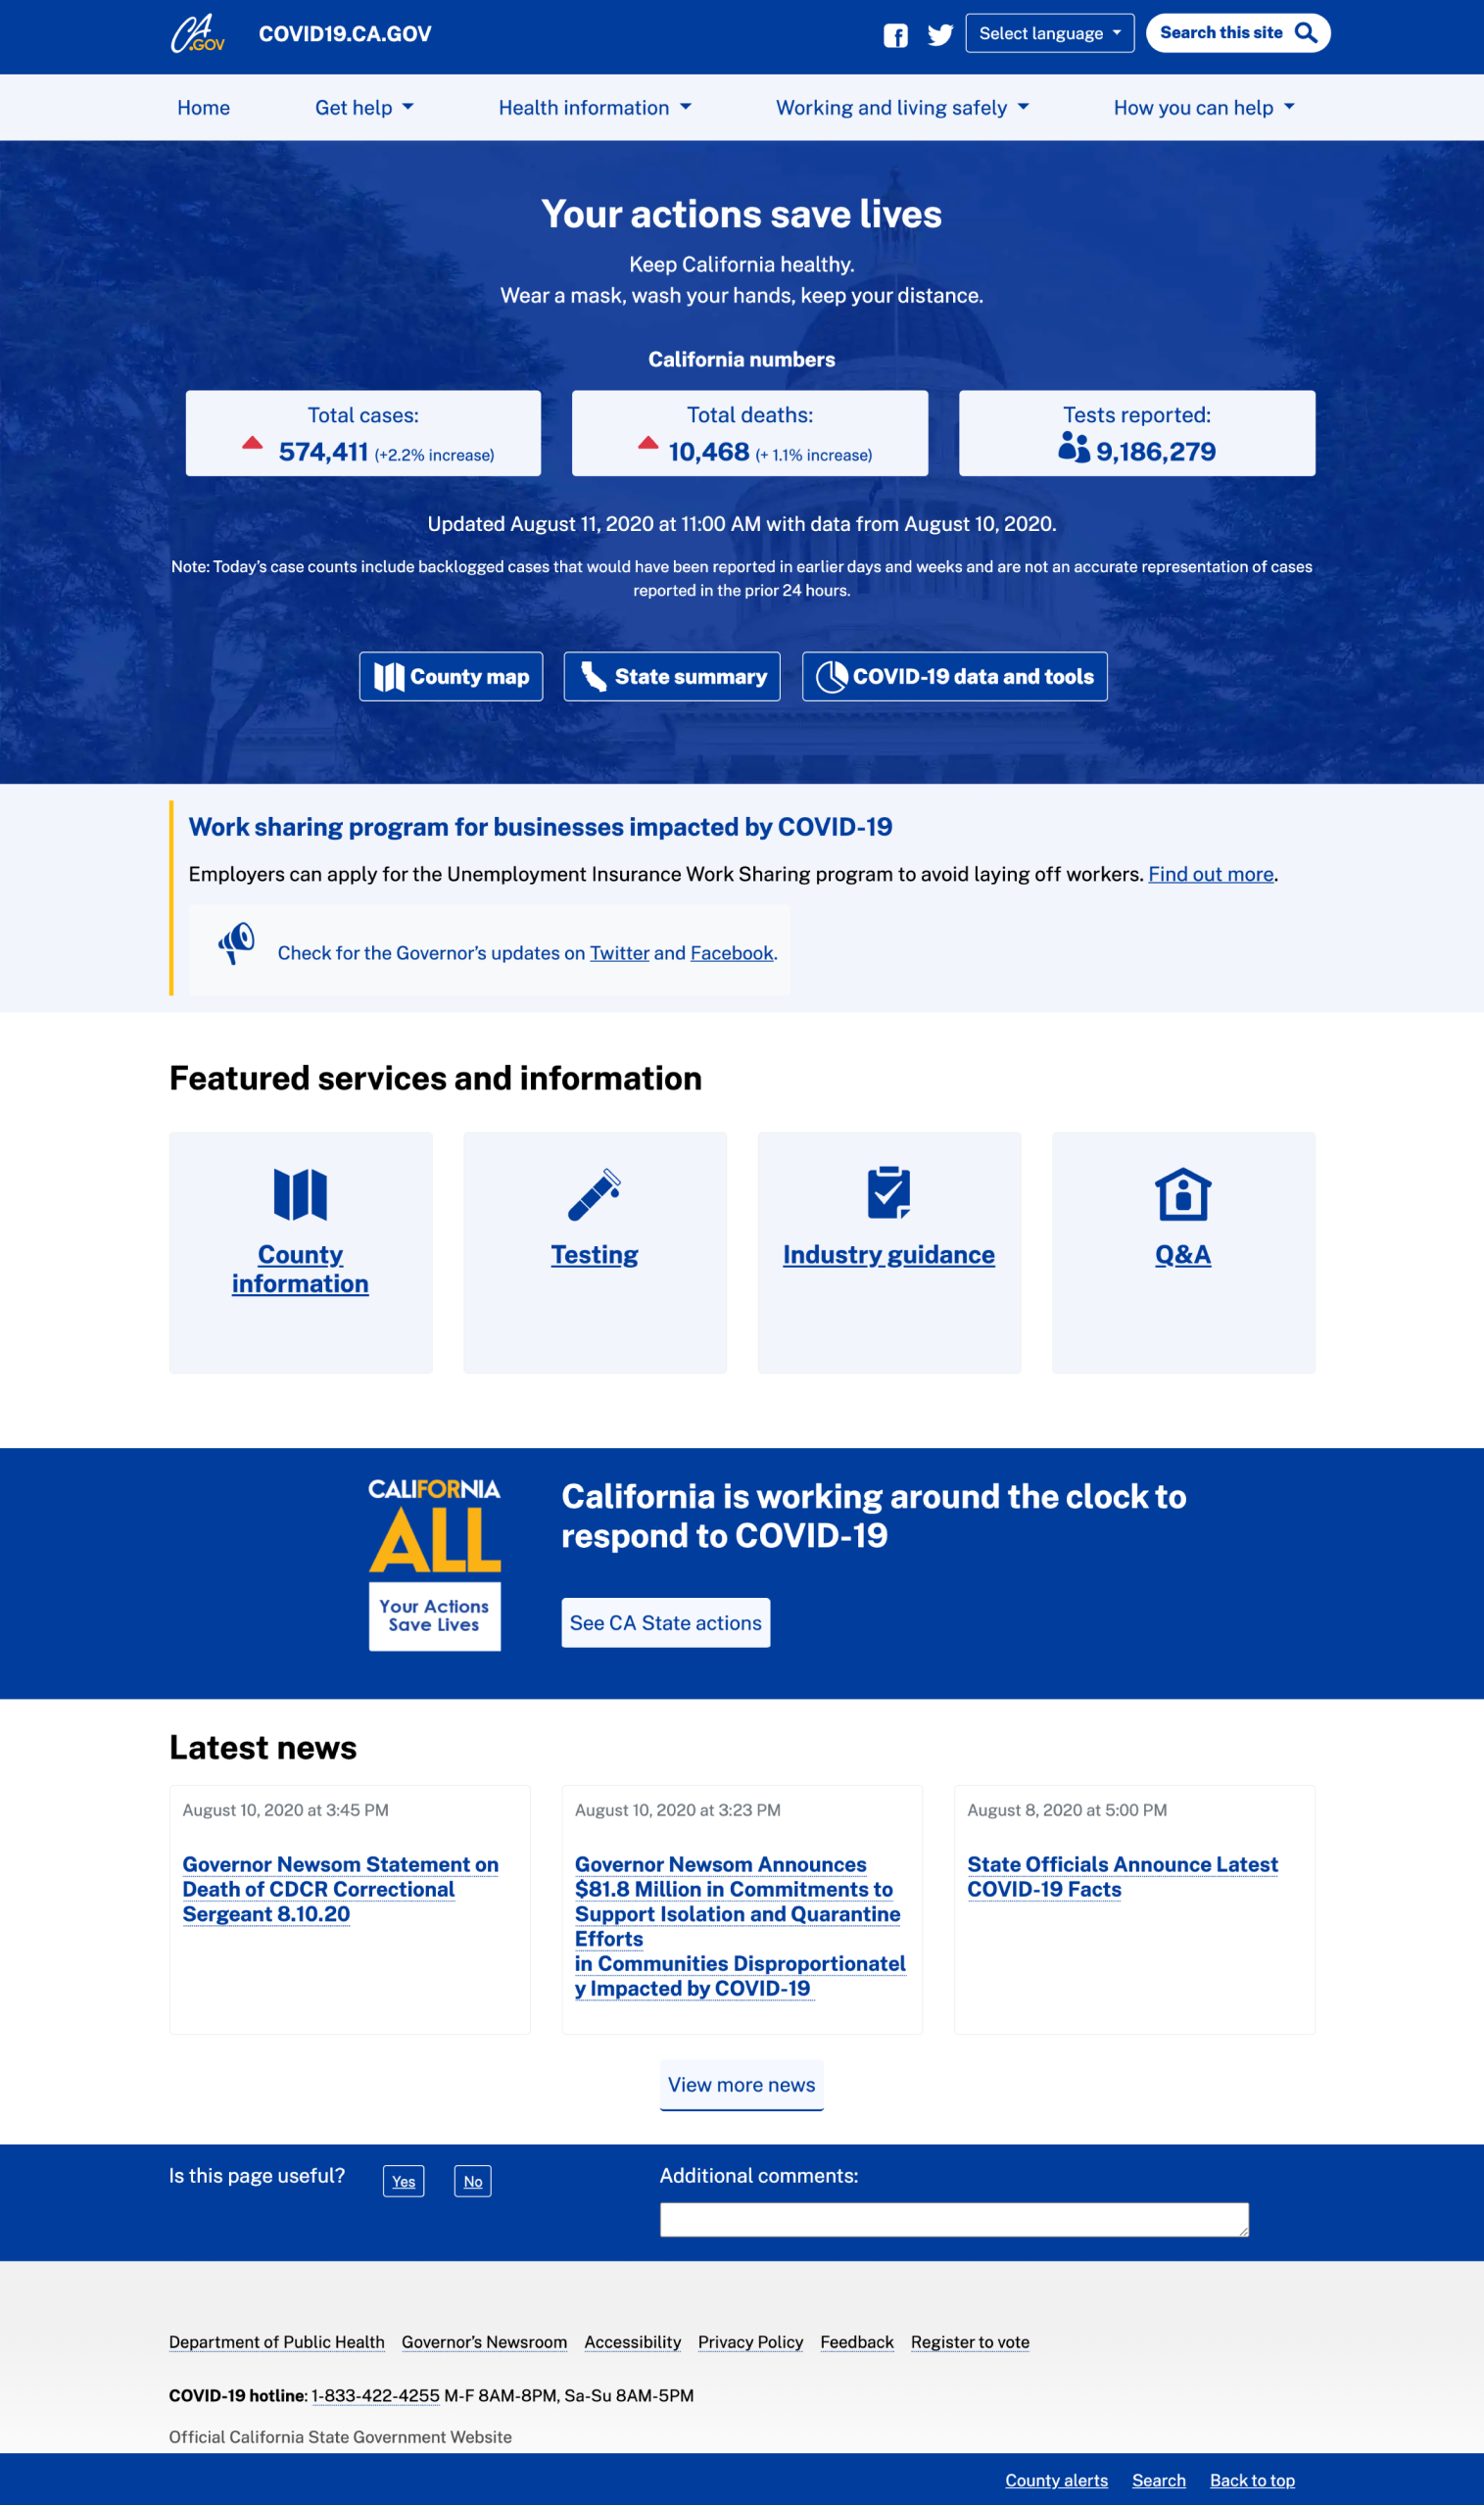 CA.GOV
COVID19.CA.GOV
Select language
Search this site
Home
Get help
Health information
Working and living safely
How you can help
Your actions save lives
Keep California healthy.
Wear a mask, wash your hands, keep your distance.
California numbers
Total cases:
574,411 (+2.2% increase)
Total deaths:
10,468 (+ 1.1% increase)
Tests reported:
9,186,279
Updated August 11, 2020 at 11:00 AM with data from August 10, 2020.
Note: Today's case counts include backlogged cases that would have been reported in earlier days and weeks and are not an accurate representation of cases
reported in the prior 24 hours.
County map
State summary
COVID-19 data and tools
Work sharing program for businesses impacted by COVID-19
Employers can apply for the Unemployment Insurance Work Sharing program to avoid laying off workers. Find out more.
Check for the Governor's updates on Twitter and Facebook.
Featured services and information
County
information
Testing
Industry guidance
Q&A
CALIFORNIA
ALL
Your Actions
Save Lives
California is working around the clock to
respond to COVID-19
See CA State actions
Latest news
August 10, 2020 at 3:45 PM
Governor Newsom Statement on
Death of CDCR Correctional
Sergeant 8.10.20
August 10, 2020 at 3:23 PM
Governor Newsom Announces
$81.8 Million in Commitments to
Support Isolation and Quarantine
Efforts
in Communities Disproportionatel
y Impacted by COVID-19
August 8, 2020 at 5:00 PM
State Officials Announce Latest
COVID-19 Facts
View more news
Is this page useful?
Yes
No
Additional comments:
Department of Public Health
Governor's Newsroom
Accessibility
Privacy Policy
Feedback
Register to vote
COVID-19 hotline: 1-833-422-4255 M-F 8AM-8PM, Sa-Su 8AM-5PM
Official California State Government Website
County alerts
Search
Back to top